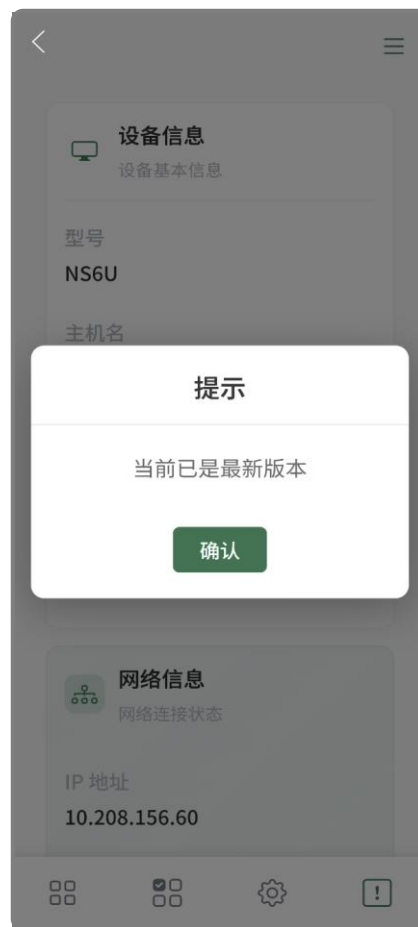 设备信息
设备基本信息
型号
NS6U
主机名
提示
当前已是最新版本
确认
网络信息
网络连接状态
IP 地址
10.208.156.60